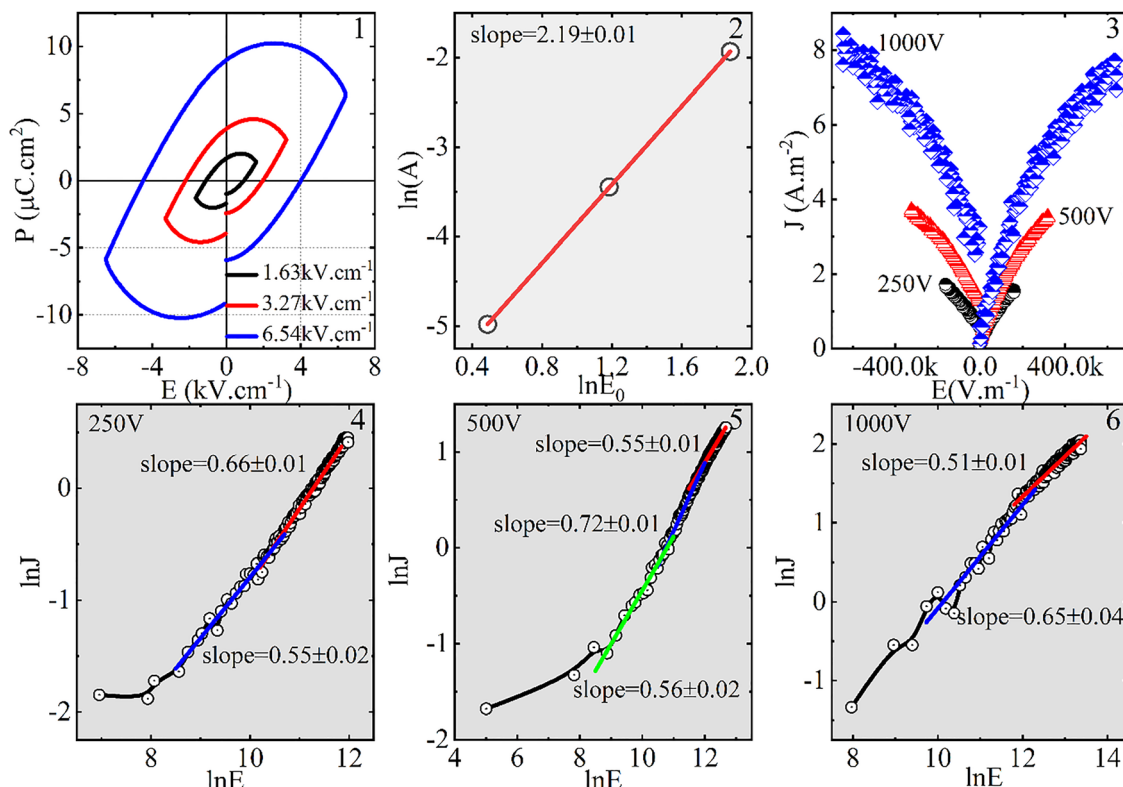 1
P (μC.cm²)
10
5
0
-5
-10
1.63kV.cm⁻¹
3.27kV.cm⁻¹
6.54kV.cm⁻¹
-8 -4 0 4 8
E (kV.cm⁻¹)
2
slope=2.19±0.01
ln(A)
-2
-3
-4
-5
0.4 0.8 1.2 1.6 2.0
lnE₀
3
1000V
500V
250V
J (A.m⁻²)
8
6
4
2
0
-400.0k 0 400.0k
E(V.m⁻¹)
250V 4
slope=0.66±0.01
slope=0.55±0.02
lnJ
0
-1
-2
8 10 12
lnE
500V 5
slope=0.55±0.01
slope=0.72±0.01
slope=0.56±0.02
lnJ
1
0
-1
-2
4 6 8 10 12
lnE
1000V 6
slope=0.51±0.01
slope=0.65±0.04
lnJ
2
1
0
-1
8 10 12 14
lnE